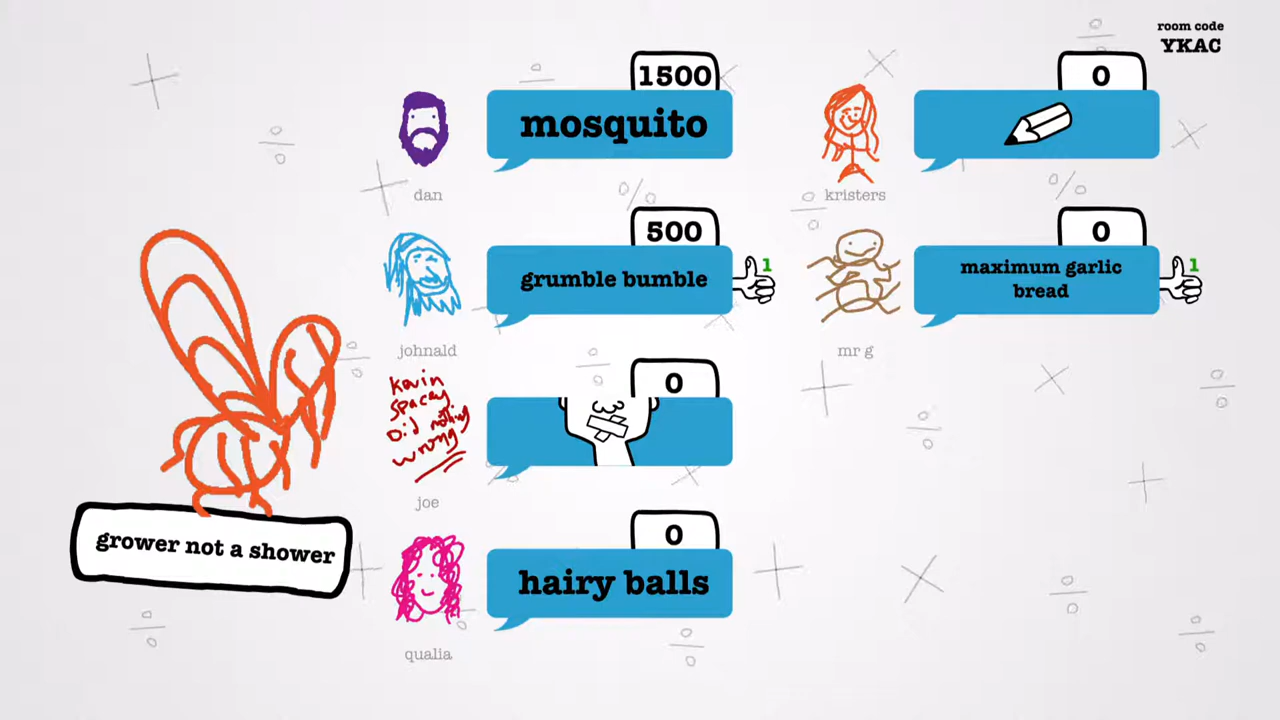 room code
YKAC
1500
mosquito
dan
0
kristers
500
grumble bumble
1
johnald
0
maximum garlic
bread
1
mr g
Kevin
Spacey
Did nothing
wrong
0
joe
0
hairy balls
qualia
grower not a shower